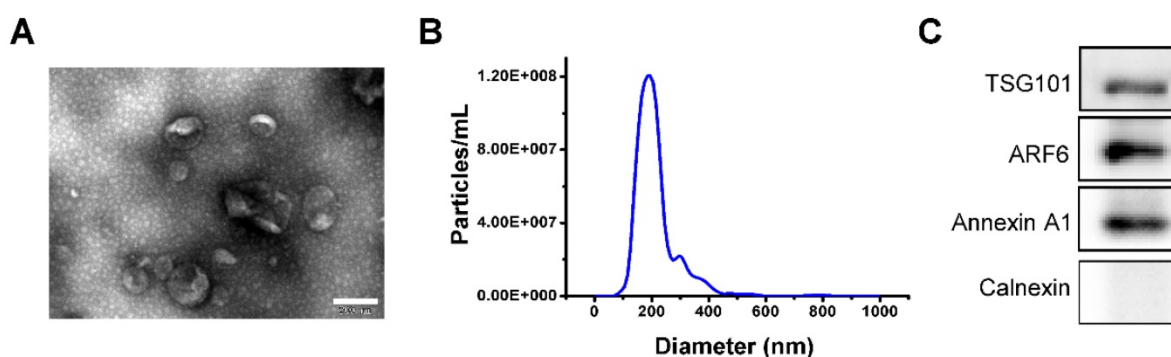 A
B
C
1.20E+008
8.00E+007
4.00E+007
0.00E+000
Particles/mL
0
200
400
600
800
1000
Diameter (nm)
TSG101
ARF6
Annexin A1
Calnexin